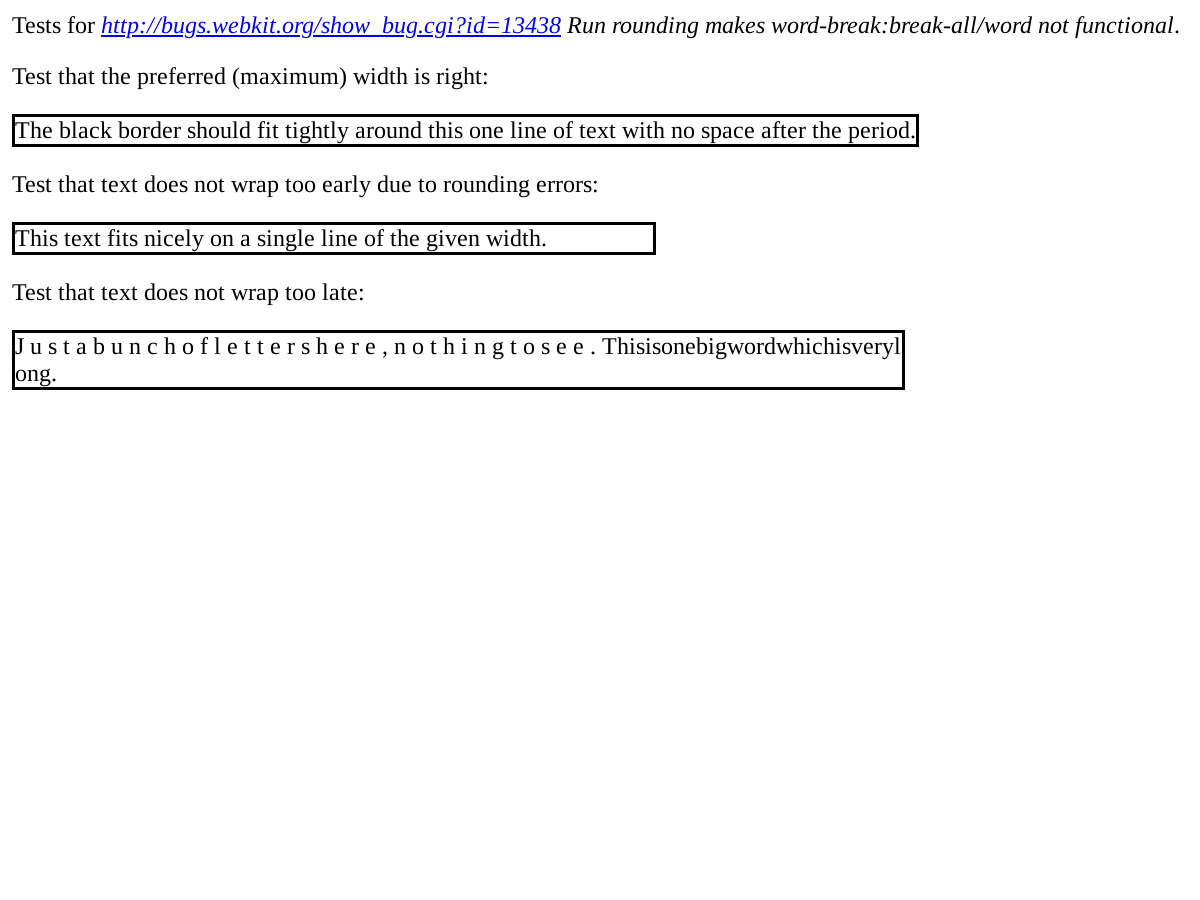 Tests for http://bugs.webkit.org/show_bug.cgi?id=13438 Run rounding makes word-break:break-all/word not functional.
Test that the preferred (maximum) width is right:
The black border should fit tightly around this one line of text with no space after the period.
Test that text does not wrap too early due to rounding errors:
This text fits nicely on a single line of the given width.
Test that text does not wrap too late:
J u s t a b u n c h o f l e t t e r s h e r e , n o t h i n g t o s e e . Thisisonebigwordwhichisveryl
ong.